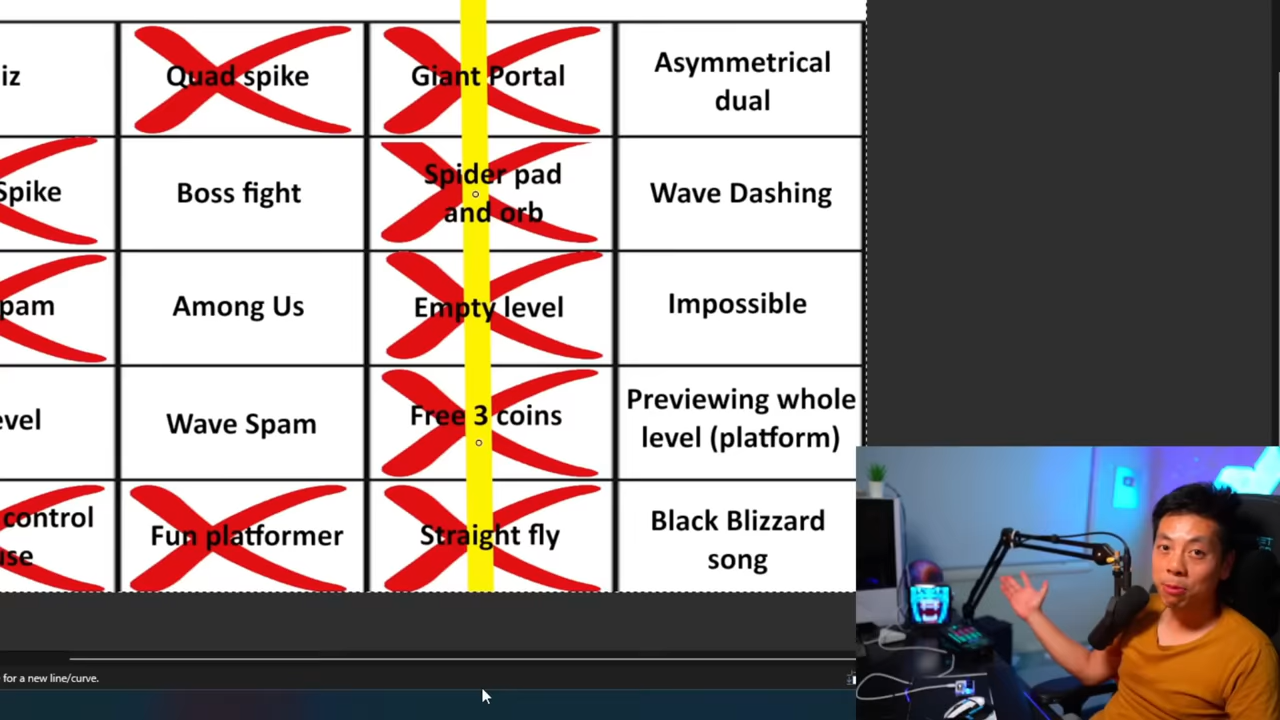 iz
Quad spike
Giant Portal
Asymmetrical
dual
Spike
Boss fight
Spider pad
and orb
Wave Dashing
pam
Among Us
Empty level
Impossible
evel
Wave Spam
Free 3 coins
Previewing whole
level (platform)
control
use
Fun platformer
Straight fly
Black Blizzard
song
for a new line/curve.